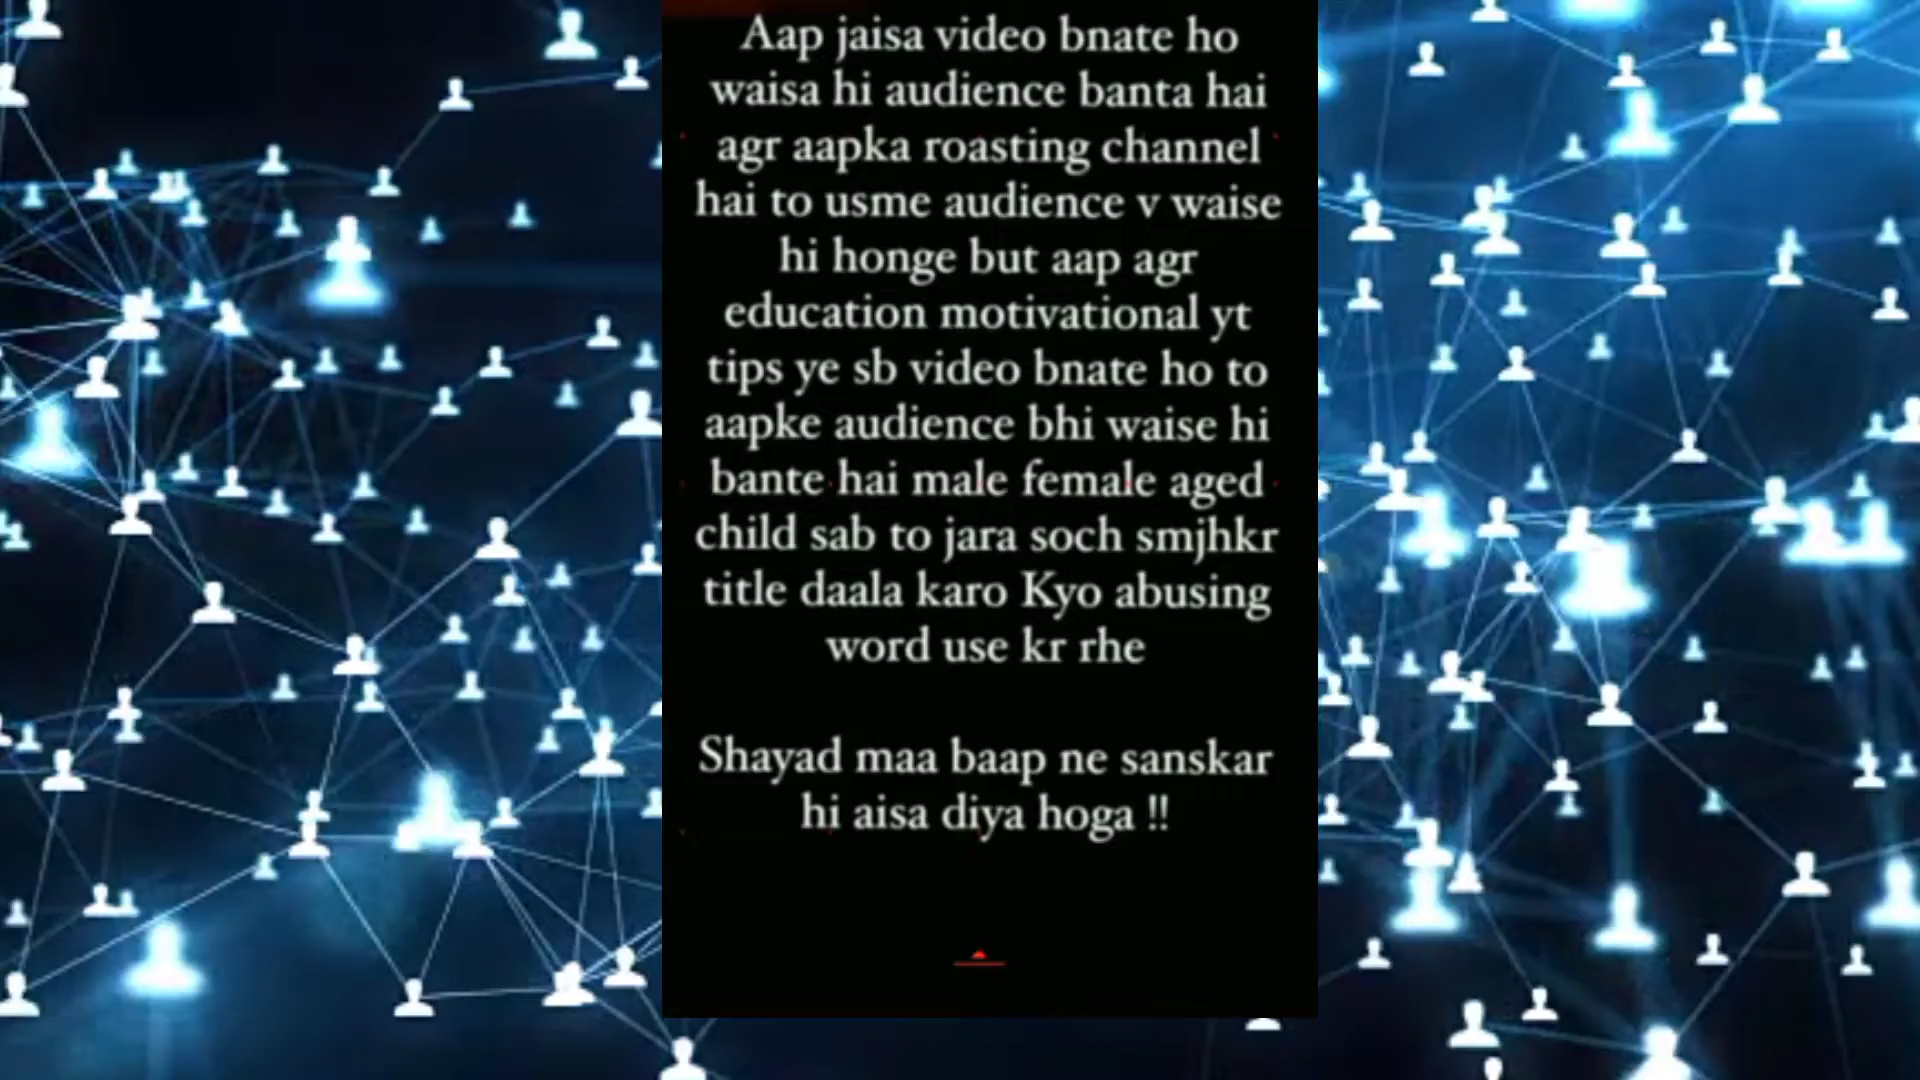 Aap jaisa video bnate ho
waisa hi audience banta hai
agr aapka roasting channel
hai to usme audience v waise
hi honge but aap agr
education motivational yt
tips ye sb video bnate ho to
aapke audience bhi waise hi
bante hai male female aged
child sab to jara soch smjhkr
title daala karo Kyo abusing
word use kr rhe
Shayad maa baap ne sanskar
hi aisa diya hoga !!